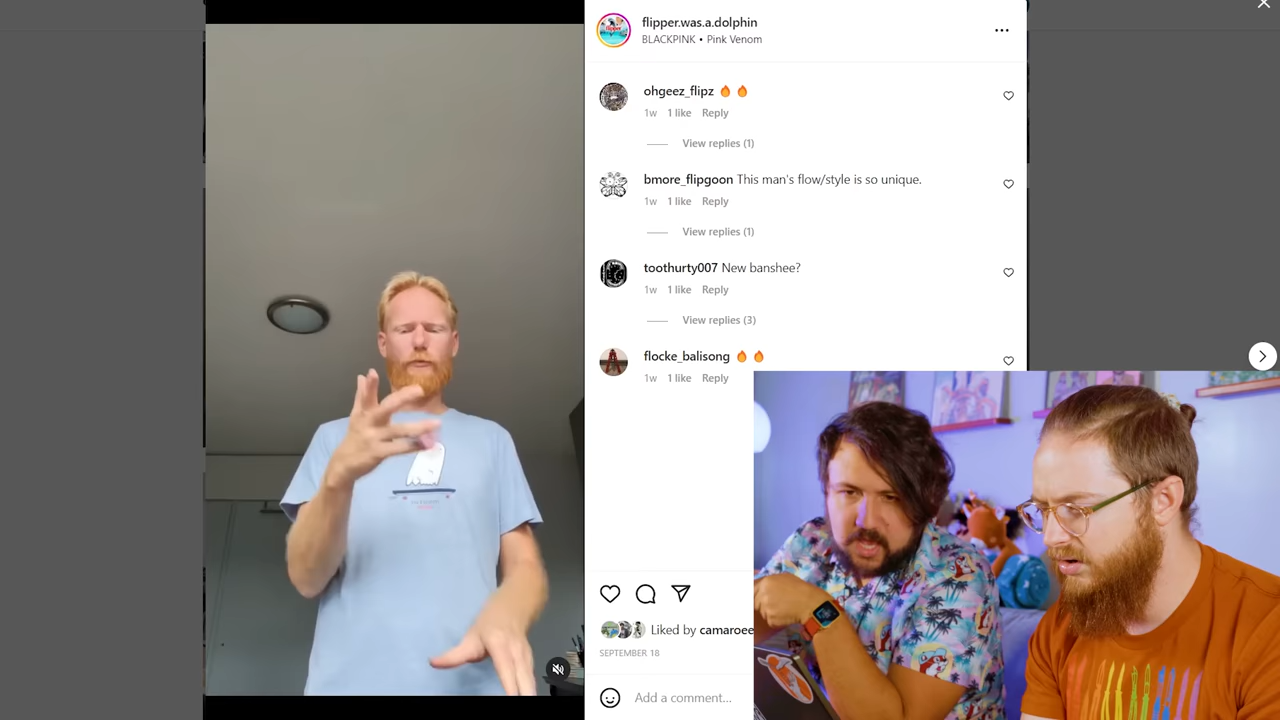 flipper.was.a.dolphin
BLACKPINK • Pink Venom
ohgeez_flipz 🔥 🔥
1w 1 like Reply
View replies (1)
bmore_flipgoon This man's flow/style is so unique.
1w 1 like Reply
View replies (1)
toothurty007 New banshee?
1w 1 like Reply
View replies (3)
flocke_balisong 🔥 🔥
1w 1 like Reply
Liked by camaroee
SEPTEMBER 18
Add a comment...